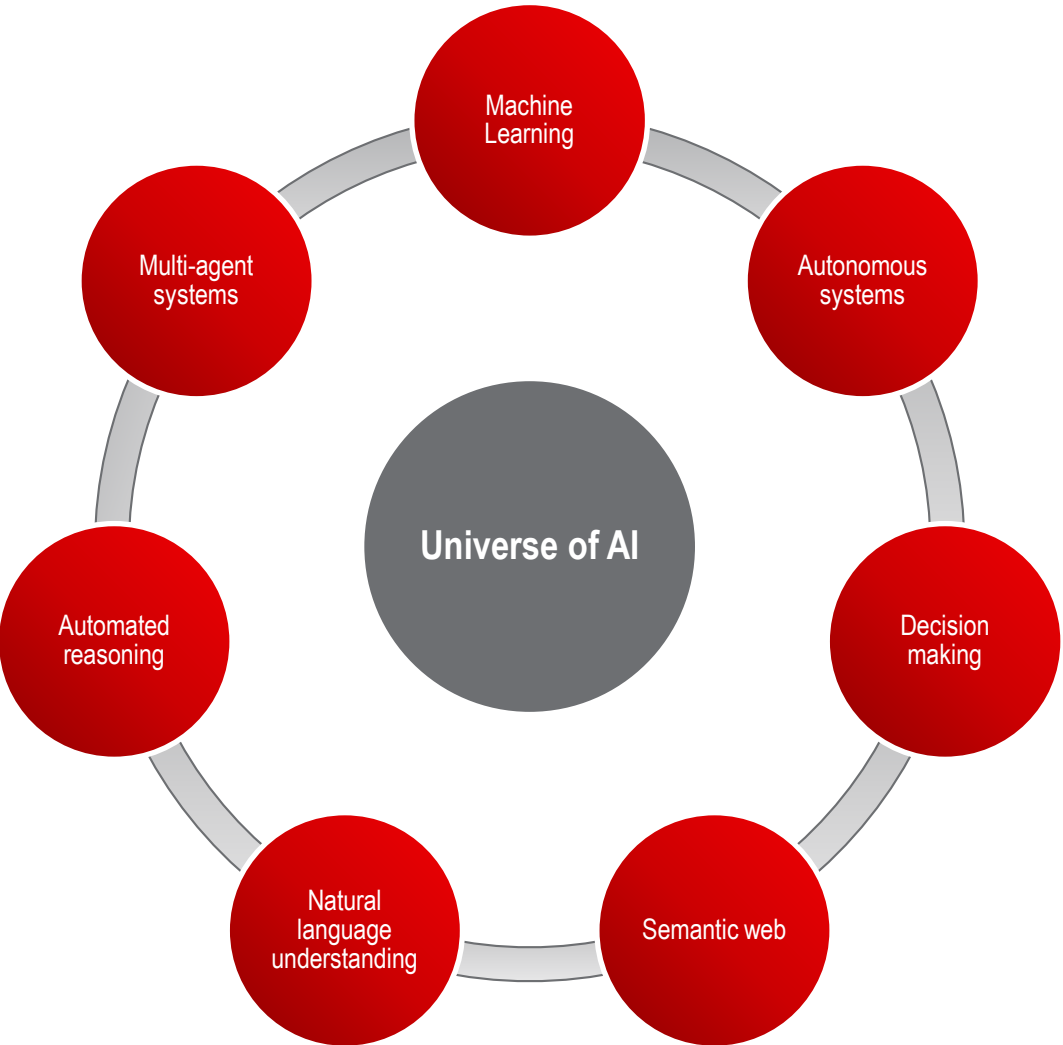 Machine
Learning
Autonomous
systems
Decision
making
Semantic web
Natural
language
understanding
Automated
reasoning
Multi-agent
systems
Universe of AI